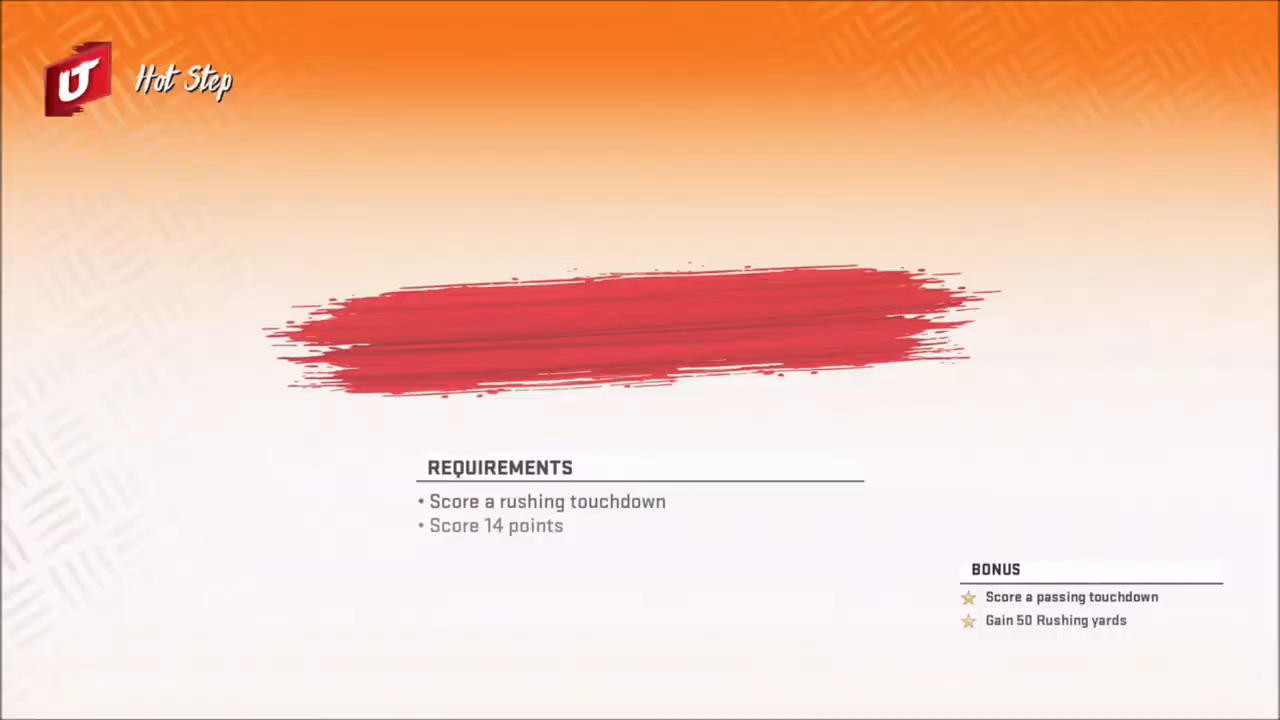 UT
Hot Step
REQUIREMENTS
• Score a rushing touchdown
• Score 14 points
BONUS
Score a passing touchdown
Gain 50 Rushing yards